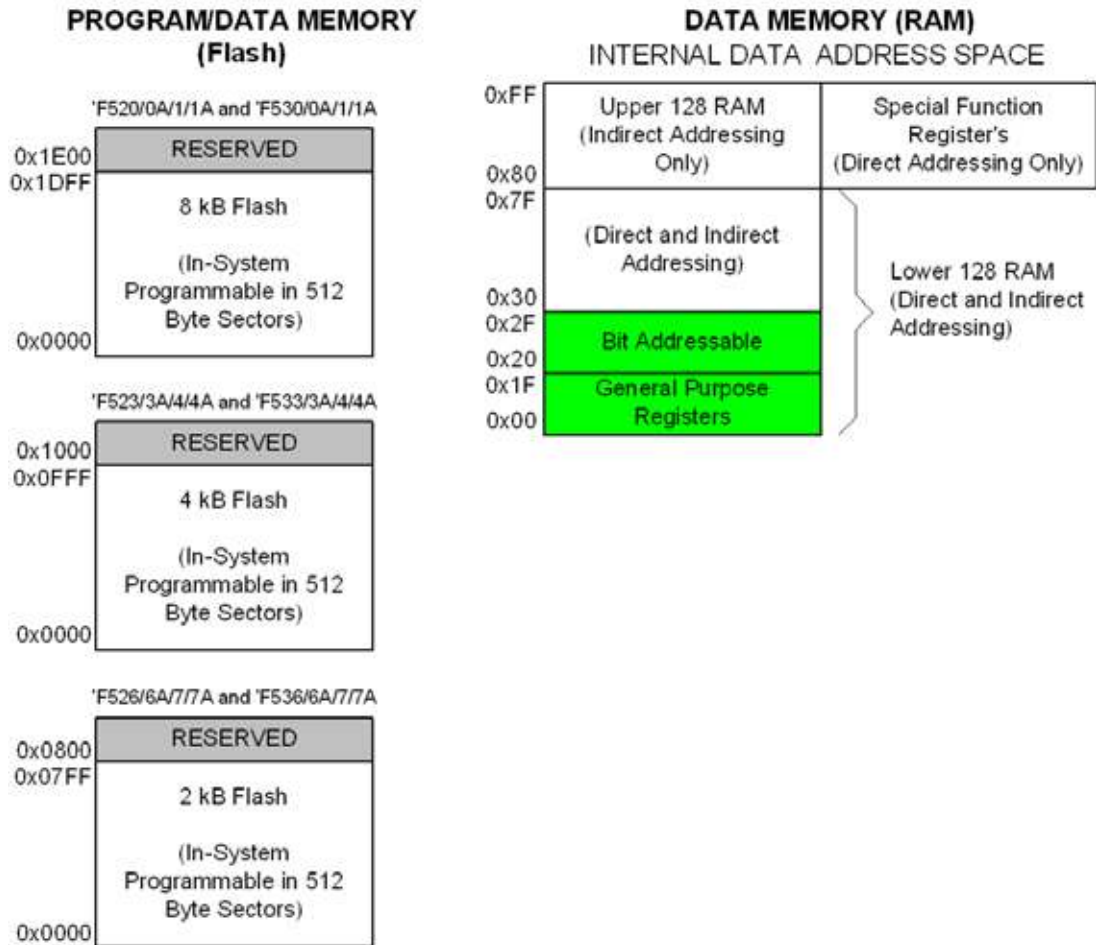 PROGRAM/DATA MEMORY
(Flash)
'F520/0A/1/1A and 'F530/0A/1/1A
0x1E00
RESERVED
0x1DFF
8 kB Flash
(In-System
Programmable in 512
Byte Sectors)
0x0000
'F523/3A/4/4A and 'F533/3A/4/4A
0x1000
RESERVED
0x0FFF
4 kB Flash
(In-System
Programmable in 512
Byte Sectors)
0x0000
'F526/6A/7/7A and 'F536/6A/7/7A
0x0800
RESERVED
0x07FF
2 kB Flash
(In-System
Programmable in 512
Byte Sectors)
0x0000
DATA MEMORY (RAM)
INTERNAL DATA ADDRESS SPACE
0xFF
Upper 128 RAM
(Indirect Addressing
Only)
0x80
Special Function
Register's
(Direct Addressing Only)
0x7F
(Direct and Indirect
Addressing)
0x30
0x2F
Bit Addressable
0x20
0x1F
General Purpose
Registers
0x00
Lower 128 RAM
(Direct and Indirect
Addressing)